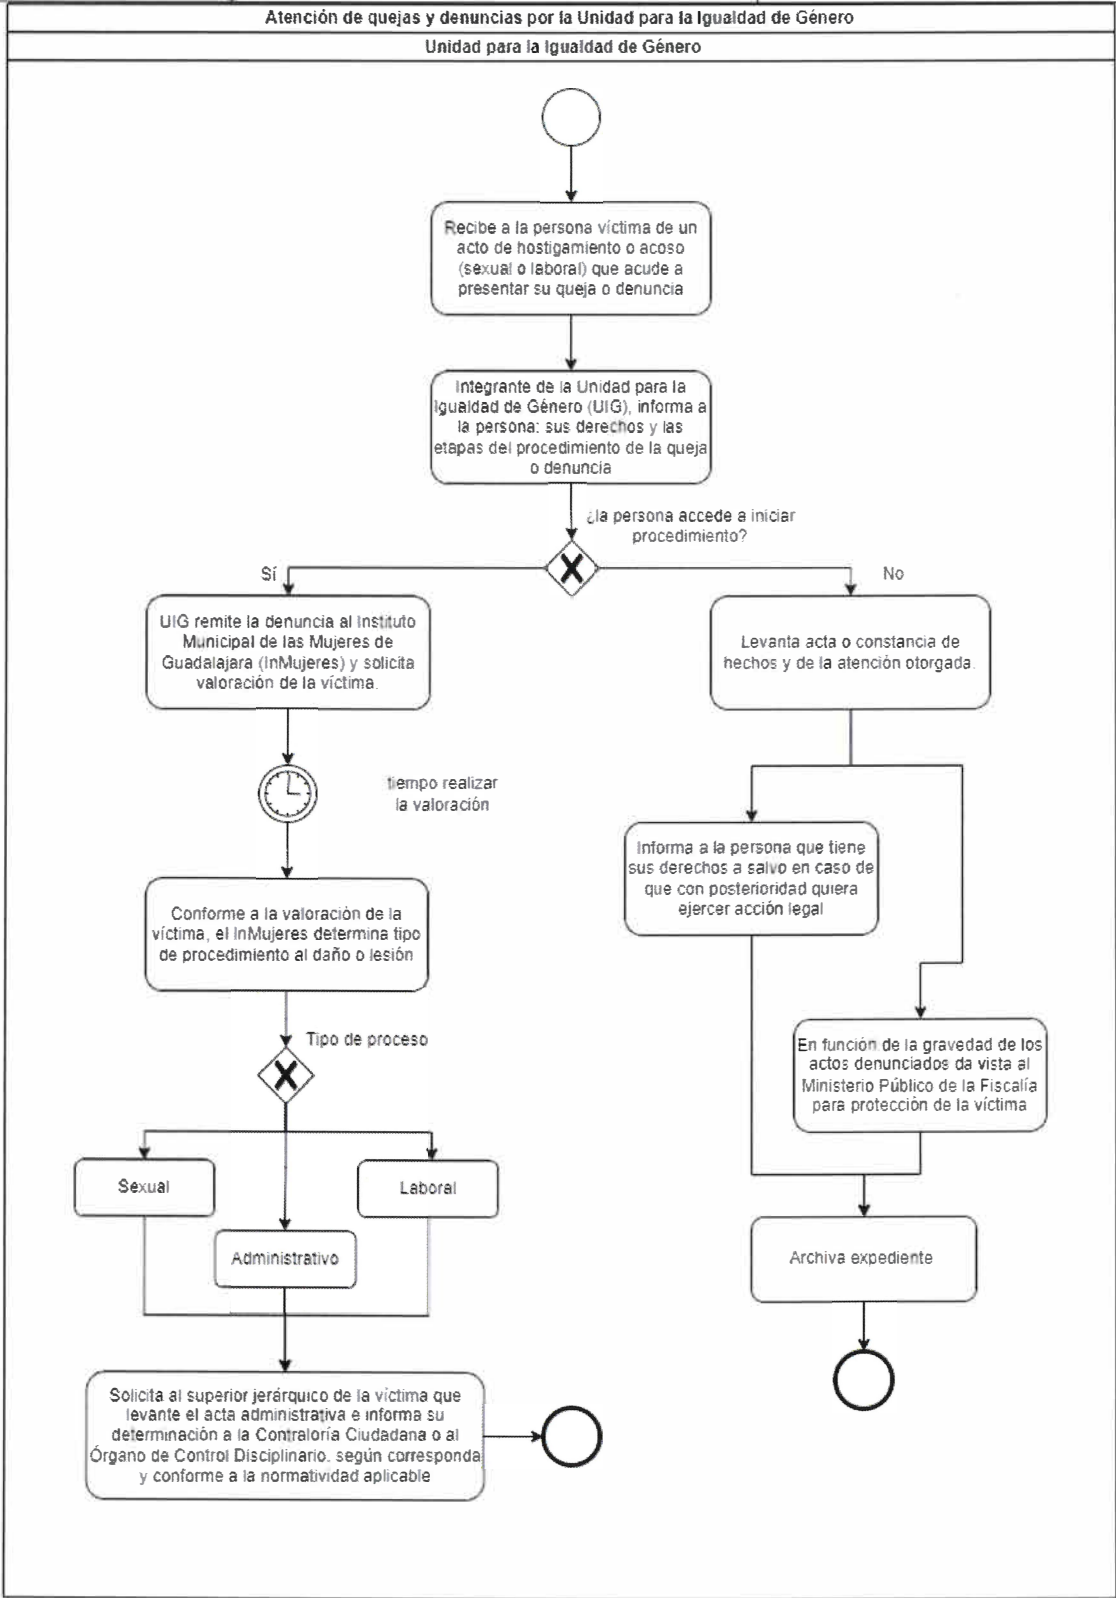 Atención de quejas y denuncias por la Unidad para la Igualdad de Género
Unidad para la Igualdad de Género
Recibe a la persona víctima de un
acto de hostigamiento o acoso
(sexual o laboral) que acude a
presentar su queja o denuncia
Integrante de la Unidad para la
Igualdad de Género (UIG), informa a
la persona: sus derechos y las
etapas del procedimiento de la queja
o denuncia
¿la persona accede a iniciar
procedimiento?
Sí
No
UIG remite la denuncia al Instituto
Municipal de las Mujeres de
Guadalajara (InMujeres) y solicita
valoración de la víctima.
Levanta acta o constancia de
hechos y de la atención otorgada.
tiempo realizar
la valoración
Informa a la persona que tiene
sus derechos a salvo en caso de
que con posterioridad quiera
ejercer acción legal
Conforme a la valoración de la
víctima, el InMujeres determina tipo
de procedimiento al daño o lesión
Tipo de proceso
En función de la gravedad de los
actos denunciados da vista al
Ministerio Público de la Fiscalía
para protección de la víctima
Sexual
Laboral
Administrativo
Archiva expediente
Solicita al superior jerárquico de la víctima que
levante el acta administrativa e informa su
determinación a la Contraloría Ciudadana o al
Órgano de Control Disciplinario. según corresponda
y conforme a la normatividad aplicable